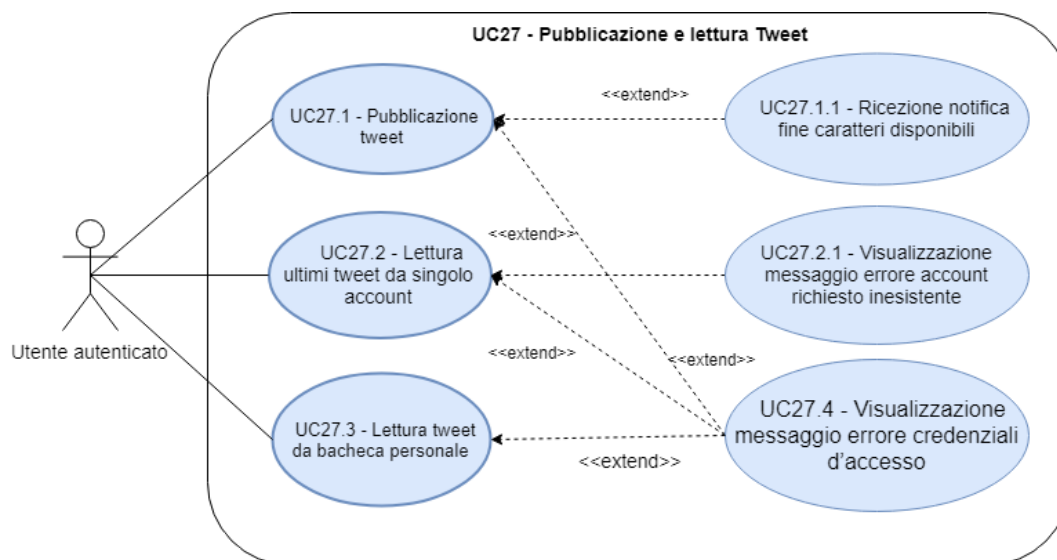 UC27 - Pubblicazione e lettura Tweet
UC27.1 - Pubblicazione
tweet
<<extend>>
UC27.1.1 - Ricezione notifica
fine caratteri disponibili
UC27.2 - Lettura
ultimi tweet da singolo
account
<<extend>>
UC27.2.1 - Visualizzazione
messaggio errore account
richiesto inesistente
Utente autenticato
<<extend>>
<<extend>>
UC27.3 - Lettura tweet
da bacheca personale
<<extend>>
UC27.4 - Visualizzazione
messaggio errore credenziali
d'accesso